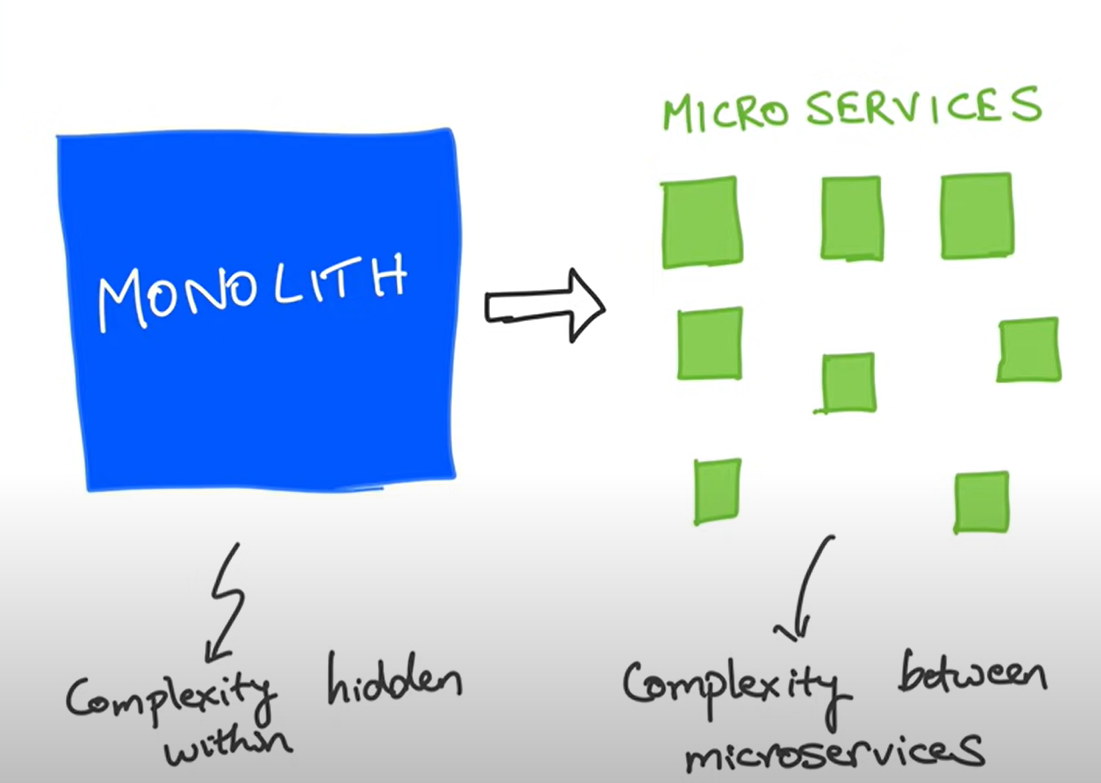 MICRO SERVICES
MONOLITH
Complexity hidden
within
Complexity between
microservices